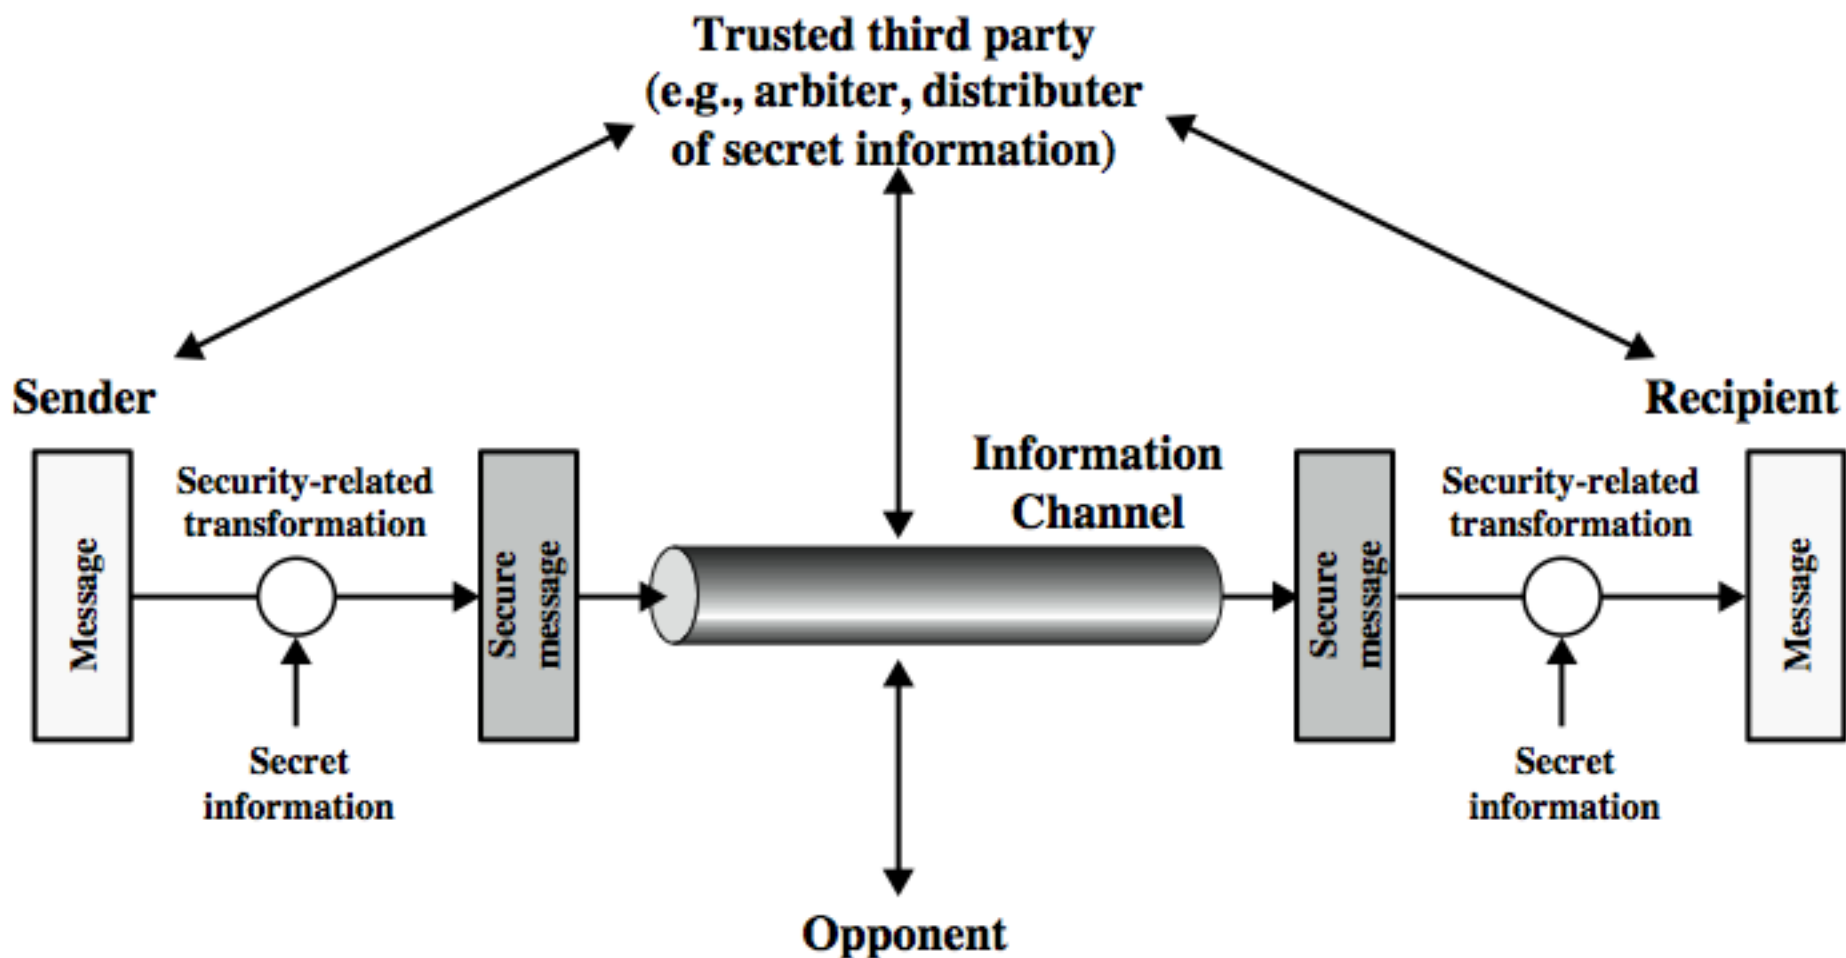 Trusted third party
(e.g., arbiter, distributer
of secret information)
Sender
Recipient
Information
Channel
Security-related
transformation
Security-related
transformation
Message
Secure
message
Secure
message
Message
Secret
information
Secret
information
Opponent